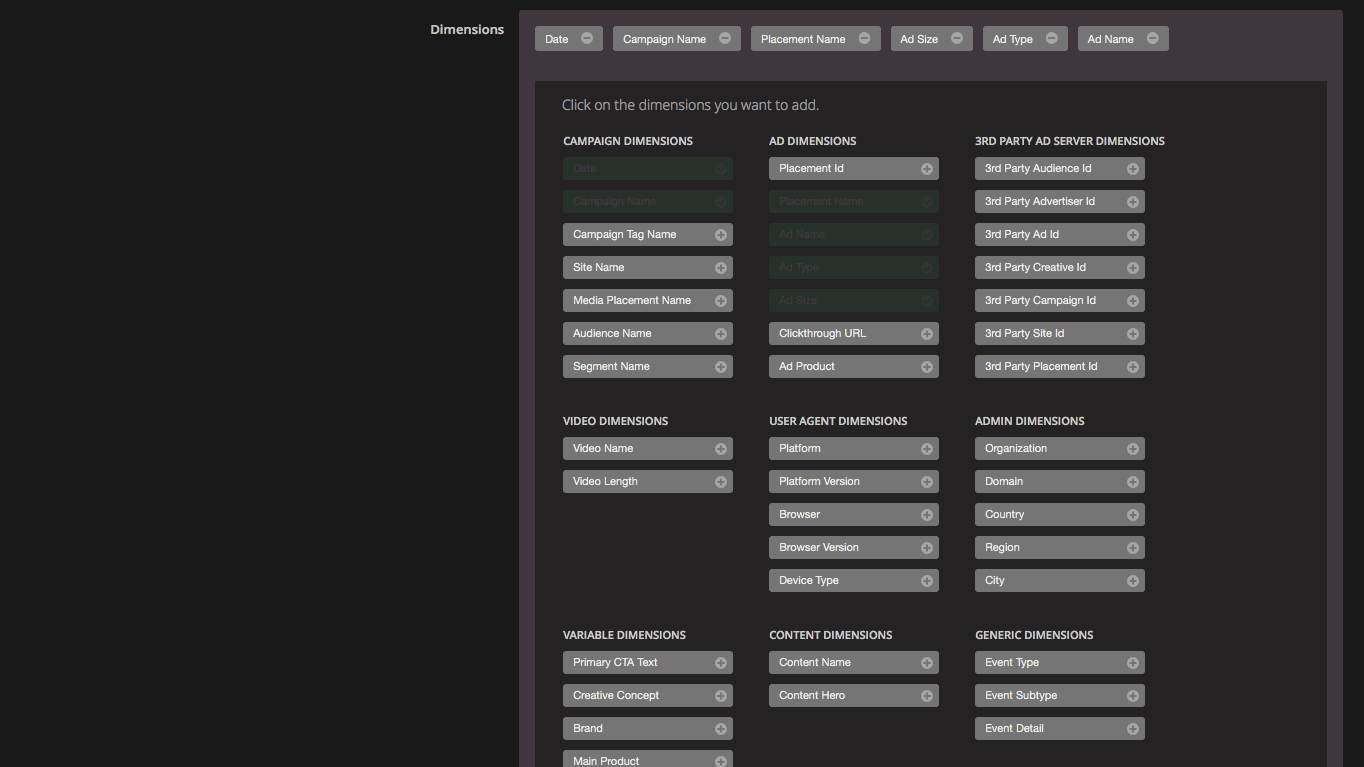 Dimensions
Date
Campaign Name
Placement Name
Ad Size
Ad Type
Ad Name
Click on the dimensions you want to add.
CAMPAIGN DIMENSIONS
Date
Campaign Name
Campaign Tag Name
Site Name
Media Placement Name
Audience Name
Segment Name
AD DIMENSIONS
Placement Id
Placement Name
Ad Name
Ad Type
Ad Size
Clickthrough URL
Ad Product
3RD PARTY AD SERVER DIMENSIONS
3rd Party Audience Id
3rd Party Advertiser Id
3rd Party Ad Id
3rd Party Creative Id
3rd Party Campaign Id
3rd Party Site Id
3rd Party Placement Id
VIDEO DIMENSIONS
Video Name
Video Length
USER AGENT DIMENSIONS
Platform
Platform Version
Browser
Browser Version
Device Type
ADMIN DIMENSIONS
Organization
Domain
Country
Region
City
VARIABLE DIMENSIONS
Primary CTA Text
Creative Concept
Brand
Main Product
CONTENT DIMENSIONS
Content Name
Content Hero
GENERIC DIMENSIONS
Event Type
Event Subtype
Event Detail